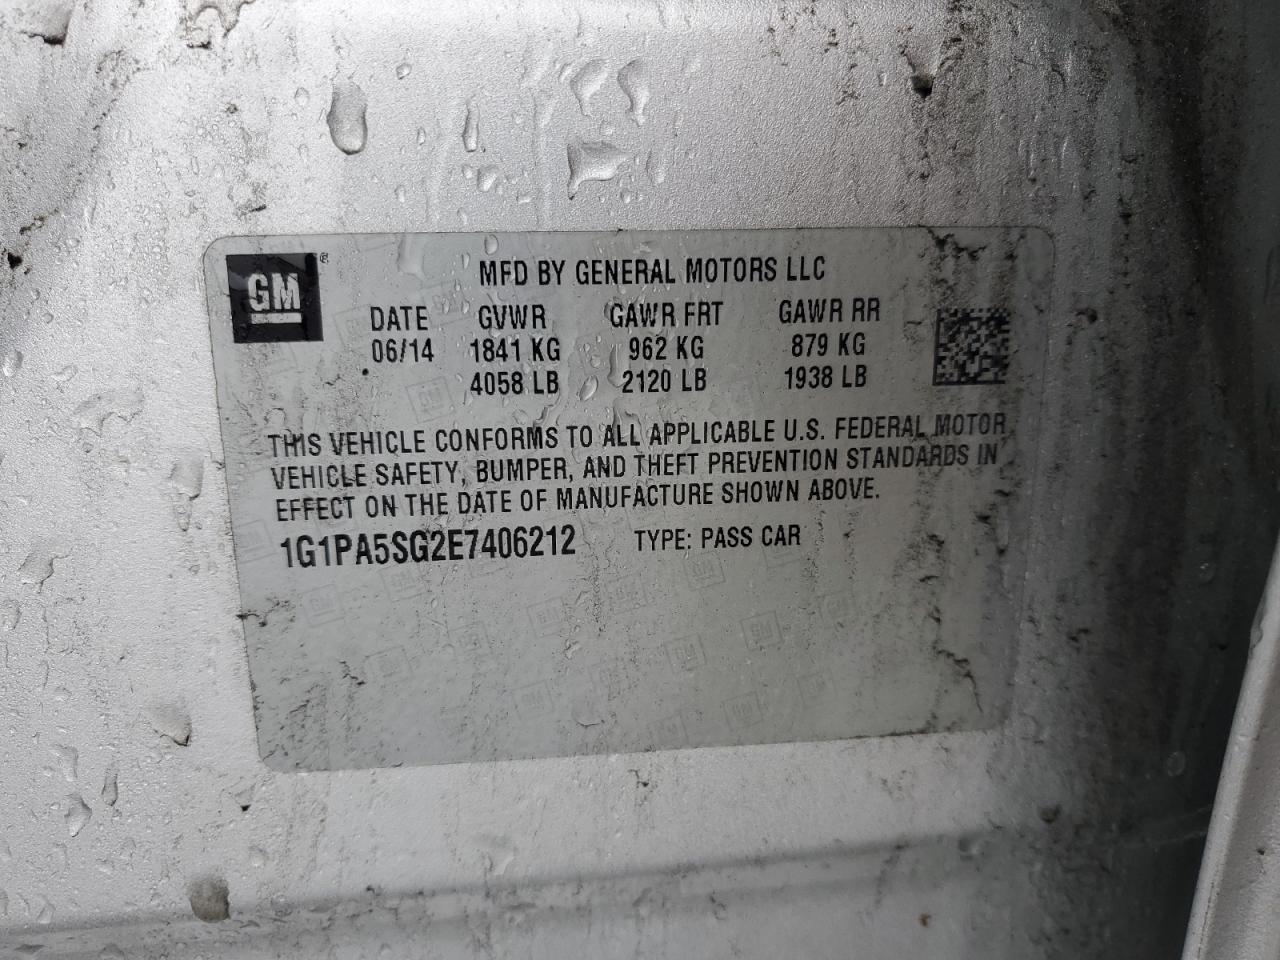 GM ®
MFD BY GENERAL MOTORS LLC
DATE GVWR GAWR FRT GAWR RR
06/14 1841 KG 962 KG 879 KG
4058 LB 2120 LB 1938 LB
THIS VEHICLE CONFORMS TO ALL APPLICABLE U.S. FEDERAL MOTOR
VEHICLE SAFETY, BUMPER, AND THEFT PREVENTION STANDARDS IN
EFFECT ON THE DATE OF MANUFACTURE SHOWN ABOVE.
1G1PA5SG2E7406212 TYPE: PASS CAR